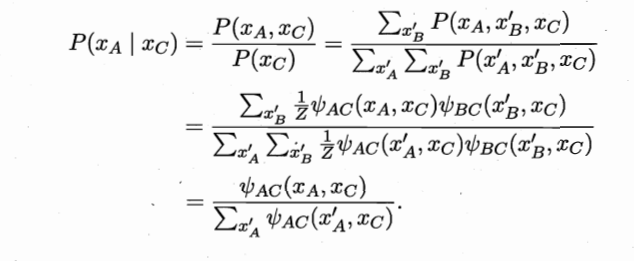 P(x_A | x_C) = \frac{P(x_A, x_C)}{P(x_C)} = \frac{\sum_{x'_B} P(x_A, x'_B, x_C)}{\sum_{x'_A} \sum_{x'_B} P(x'_A, x'_B, x_C)}
= \frac{\sum_{x'_B} \frac{1}{Z} \psi_{AC}(x_A, x_C) \psi_{BC}(x'_B, x_C)}{\sum_{x'_A} \sum_{x'_B} \frac{1}{Z} \psi_{AC}(x'_A, x_C) \psi_{BC}(x'_B, x_C)}
= \frac{\psi_{AC}(x_A, x_C)}{\sum_{x'_A} \psi_{AC}(x'_A, x_C)}.